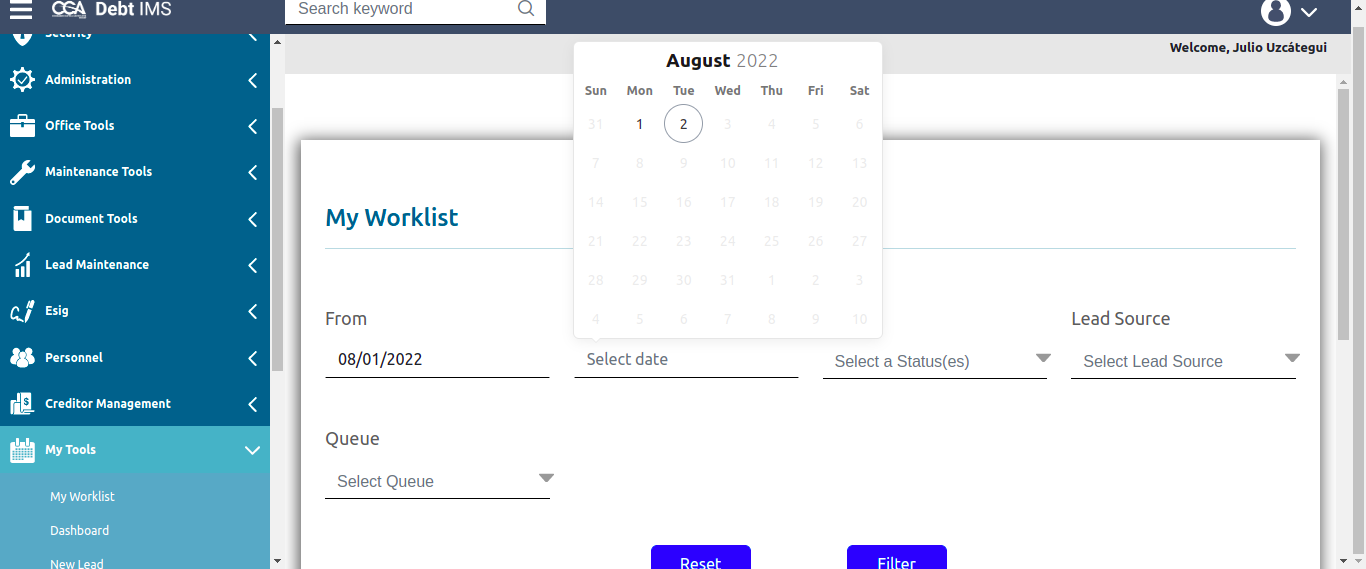 CGA Debt IMS
Search keyword
Welcome, Julio Uzcátegui
Security
Administration
Office Tools
Maintenance Tools
Document Tools
Lead Maintenance
Esig
Personnel
Creditor Management
My Tools
My Worklist
Dashboard
New Lead
August 2022
Sun Mon Tue Wed Thu Fri Sat
31 1 2 3 4 5 6
7 8 9 10 11 12 13
14 15 16 17 18 19 20
21 22 23 24 25 26 27
28 29 30 31 1 2 3
4 5 6 7 8 9 10
My Worklist
From
Lead Source
08/01/2022
Select date
Select a Status(es)
Select Lead Source
Queue
Select Queue
Reset
Filter